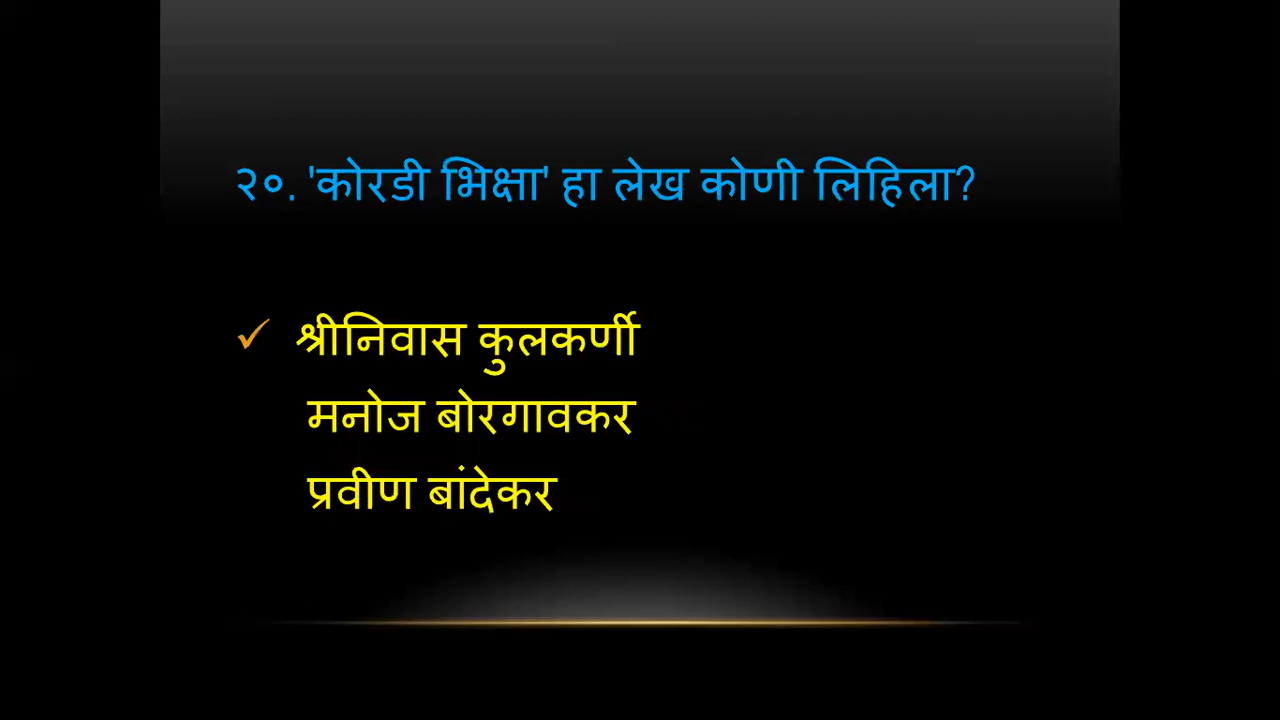 २०. 'कोरडी भिक्षा' हा लेख कोणी लिहिला?
✓ श्रीनिवास कुलकर्णी
मनोज बोरगावकर
प्रवीण बांदेकर